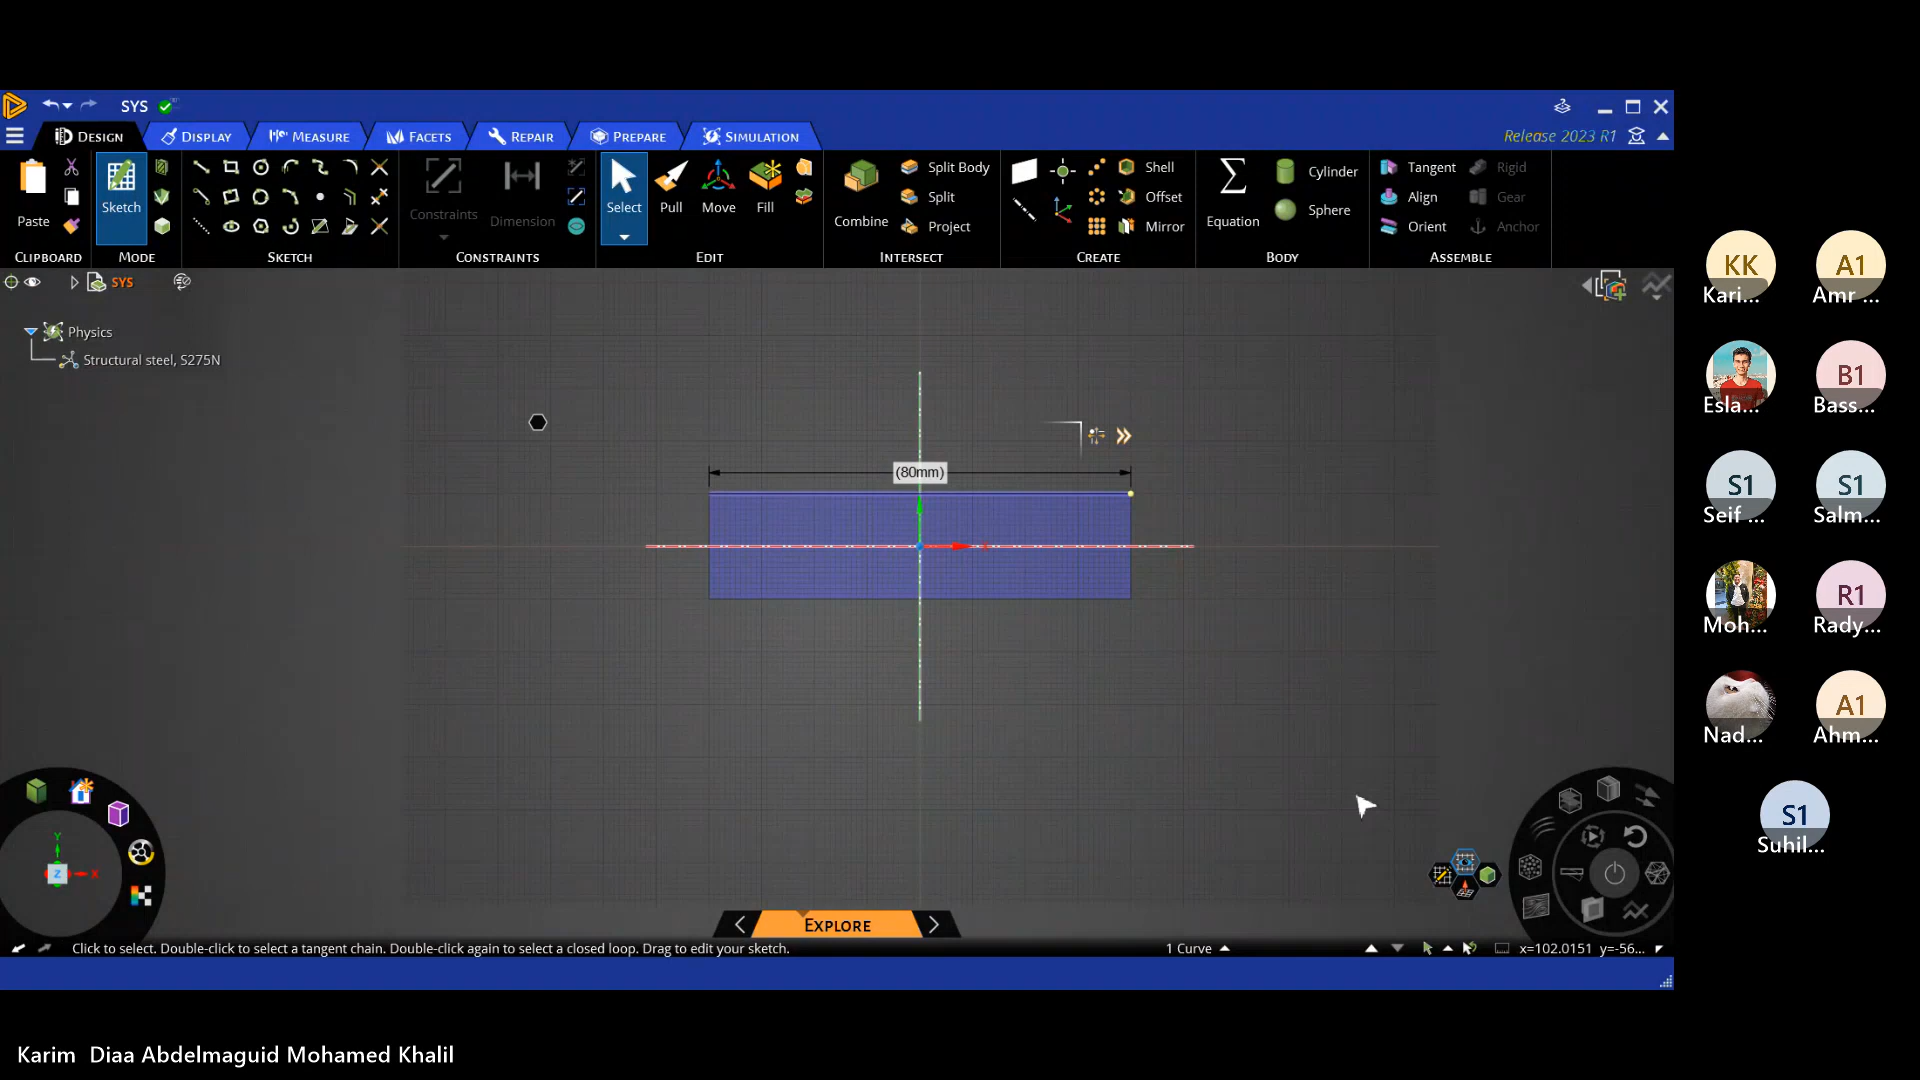 SYS
DESIGN DISPLAY MEASURE FACETS REPAIR PREPARE SIMULATION Release 2023 R1
Paste
CLIPBOARD
Sketch
MODE
SKETCH
Constraints Dimension
CONSTRAINTS
Select Pull Move Fill
EDIT
Combine
Split Body
Split
Project
INTERSECT
Shell
Offset
Mirror
CREATE
Equation
Cylinder
Sphere
BODY
Tangent Rigid
Align Gear
Orient Anchor
ASSEMBLE
SYS
Physics
Structural steel, S275N
(80mm)
Y
Z X
EXPLORE
Click to select. Double-click to select a tangent chain. Double-click again to select a closed loop. Drag to edit your sketch.
1 Curve
x=102.0151 y=-56...
KK
Kari...
A1
Amr ...
Esla...
B1
Bass...
S1
Seif ...
S1
Salm...
Moh...
R1
Rady...
Nad...
A1
Ahm...
S1
Suhil...
Karim Diaa Abdelmaguid Mohamed Khalil